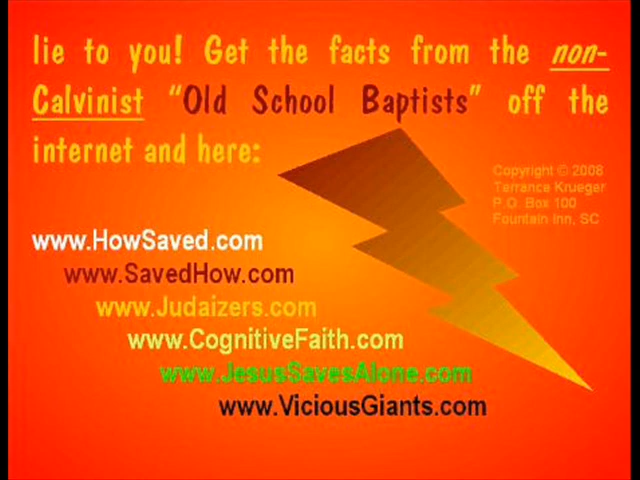 lie to you! Get the facts from the non-
Calvinist “Old School Baptists” off the
internet and here:
Copyright © 2008
Terrance Krueger
P.O. Box 100
Fountain Inn, SC
www.HowSaved.com
www.SavedHow.com
www.Judaizers.com
www.CognitiveFaith.com
www.JesusSavesAlone.com
www.ViciousGiants.com